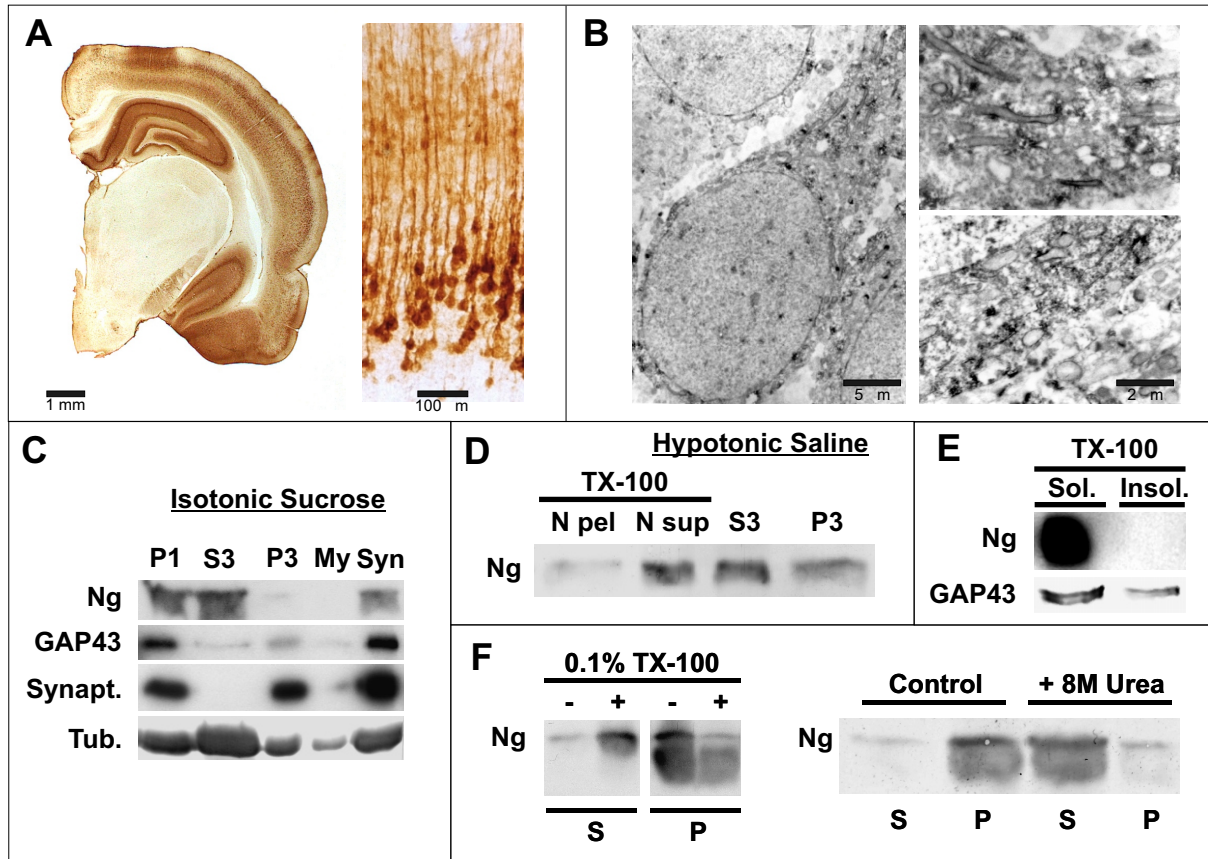 A
1 mm
100 m
B
5 m
2 m
C
Isotonic Sucrose
P1 S3 P3 My Syn
Ng
GAP43
Synapt.
Tub.
D
Hypotonic Saline
TX-100
N pel N sup S3 P3
Ng
E
TX-100
Sol. Insol.
Ng
GAP43
F
0.1% TX-100
- + - +
Ng
S P
Control + 8M Urea
Ng
S P S P